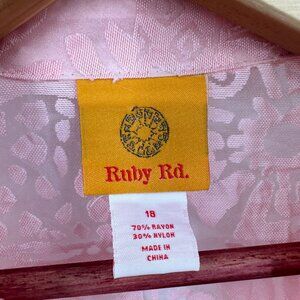 Ruby Rd.
18
70% RAYON
30% NYLON
MADE IN
CHINA